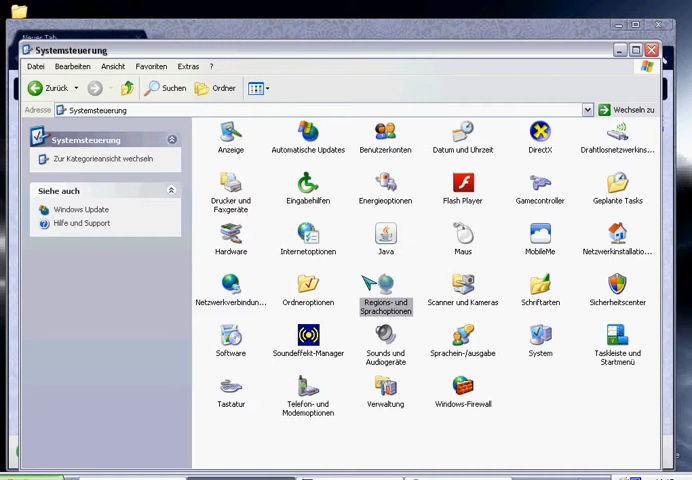 Neuer Tab
Systemsteuerung
Datei Bearbeiten Ansicht Favoriten Extras ?
Zurück Suchen Ordner
Adresse Systemsteuerung Wechseln zu
Systemsteuerung
Zur Kategorieansicht wechseln
Siehe auch
Windows Update
Hilfe und Support
Anzeige Automatische Updates Benutzerkonten Datum und Uhrzeit DirectX Drahtlosnetzwerkins...
Drucker und Faxgeräte Eingabehilfen Energieoptionen Flash Player Gamecontroller Geplante Tasks
Hardware Internetoptionen Java Maus MobileMe Netzwerkinstallatio...
Netzwerkverbindun... Ordneroptionen Regions- und Sprachoptionen Scanner und Kameras Schriftarten Sicherheitscenter
Software Soundeffekt-Manager Sounds und Audiogeräte Sprachein-/ausgabe System Taskleiste und Startmenü
Tastatur Telefon- und Modemoptionen Verwaltung Windows-Firewall